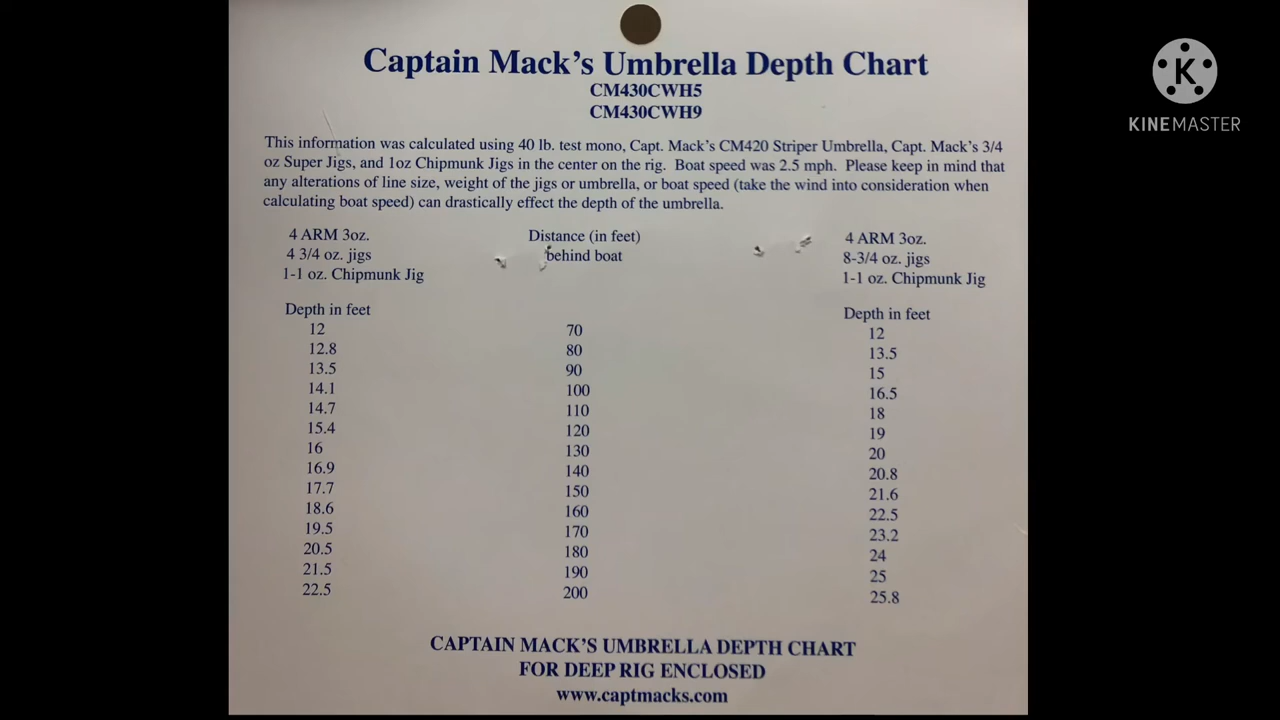 Captain Mack's Umbrella Depth Chart
CM430CWH5
CM430CWH9
This information was calculated using 40 lb. test mono, Capt. Mack's CM420 Striper Umbrella, Capt. Mack's 3/4
oz Super Jigs, and 1oz Chipmunk Jigs in the center on the rig. Boat speed was 2.5 mph. Please keep in mind that
any alterations of line size, weight of the jigs or umbrella, or boat speed (take the wind into consideration when
calculating boat speed) can drastically effect the depth of the umbrella.
4 ARM 3oz. Distance (in feet) 4 ARM 3oz.
4 3/4 oz. jigs behind boat 8-3/4 oz. jigs
1-1 oz. Chipmunk Jig 1-1 oz. Chipmunk Jig
Depth in feet Depth in feet
12 70 12
12.8 80 13.5
13.5 90 15
14.1 100 16.5
14.7 110 18
15.4 120 19
16 130 20
16.9 140 20.8
17.7 150 21.6
18.6 160 22.5
19.5 170 23.2
20.5 180 24
21.5 190 25
22.5 200 25.8
CAPTAIN MACK'S UMBRELLA DEPTH CHART
FOR DEEP RIG ENCLOSED
www.captmacks.com
K
KINEMASTER